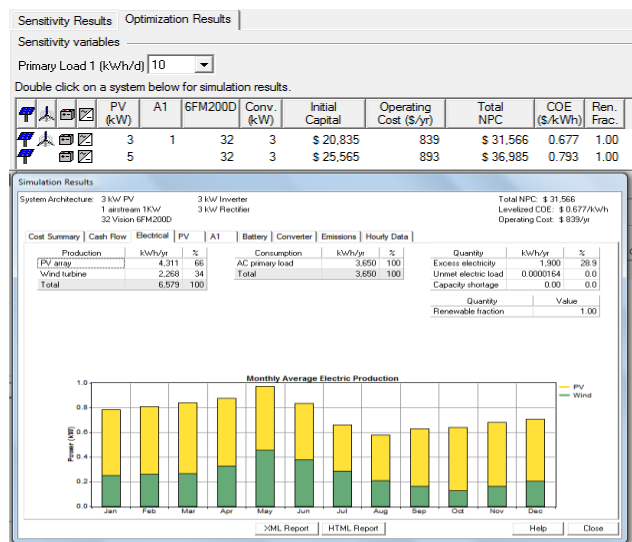 Sensitivity Results Optimization Results
Sensitivity variables
Primary Load 1 (kWh/d) 10
Double click on a system below for simulation results.
PV (kW) A1 6FM200D Conv. (kW) Initial Capital Operating Cost ($/yr) Total NPC COE ($/kWh) Ren. Frac.
3 1 32 3 $ 20,835 839 $ 31,566 0.677 1.00
5 32 3 $ 25,565 893 $ 36,985 0.793 1.00
Simulation Results
System Architecture: 3 kW PV 3 kW Inverter Total NPC: $ 31,566
1 airstream 1KW 3 kW Rectifier Levelized COE: $ 0.677/kWh
32 Vision 6FM200D Operating Cost: $ 839/yr
Cost Summary Cash Flow Electrical PV A1 Battery Converter Emissions Hourly Data
Production kWh/yr % Consumption kWh/yr % Quantity kWh/yr %
PV array 4,311 66 AC primary load 3,650 100 Excess electricity 1,900 28.9
Wind turbine 2,268 34 Total 3,650 100 Unmet electric load 0.0000164 0.0
Total 6,579 100 Capacity shortage 0.00 0.0
Quantity Value
Renewable fraction 1.00
Monthly Average Electric Production
1.0
0.8
0.6
0.4
0.2
0.0
Power (kW)
PV
Wind
Jan Feb Mar Apr May Jun Jul Aug Sep Oct Nov Dec
XML Report HTML Report Help Close